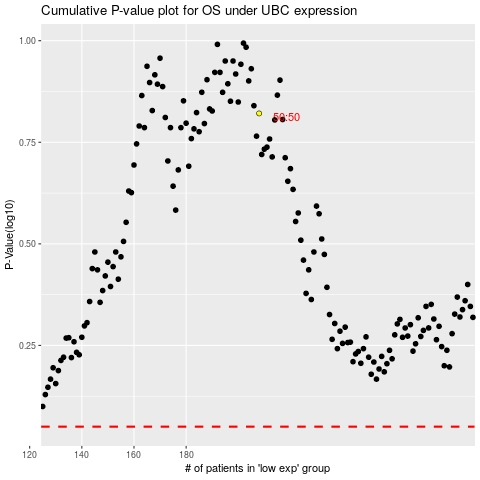 Cumulative P-value plot for OS under UBC expression
P-Value(log10)
1.00
0.75
0.50
0.25
50:50
120 140 160 180
# of patients in 'low exp' group